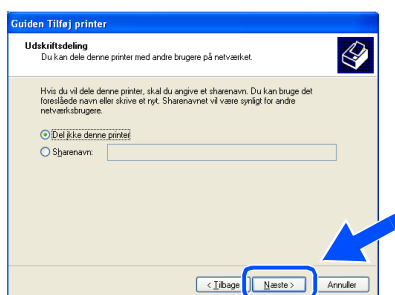 Guiden Tilføj printer
Udskriftsdeling
Du kan dele denne printer med andre brugere på netværket.
Hvis du vil dele denne printer, skal du angive et sharenavn. Du kan bruge det
foreslåede navn eller skrive et nyt. Sharenavnet vil være synligt for andre
netværksbrugere.
Del ikke denne printer
Sharenavn:
< Tilbage Næste > Annuller